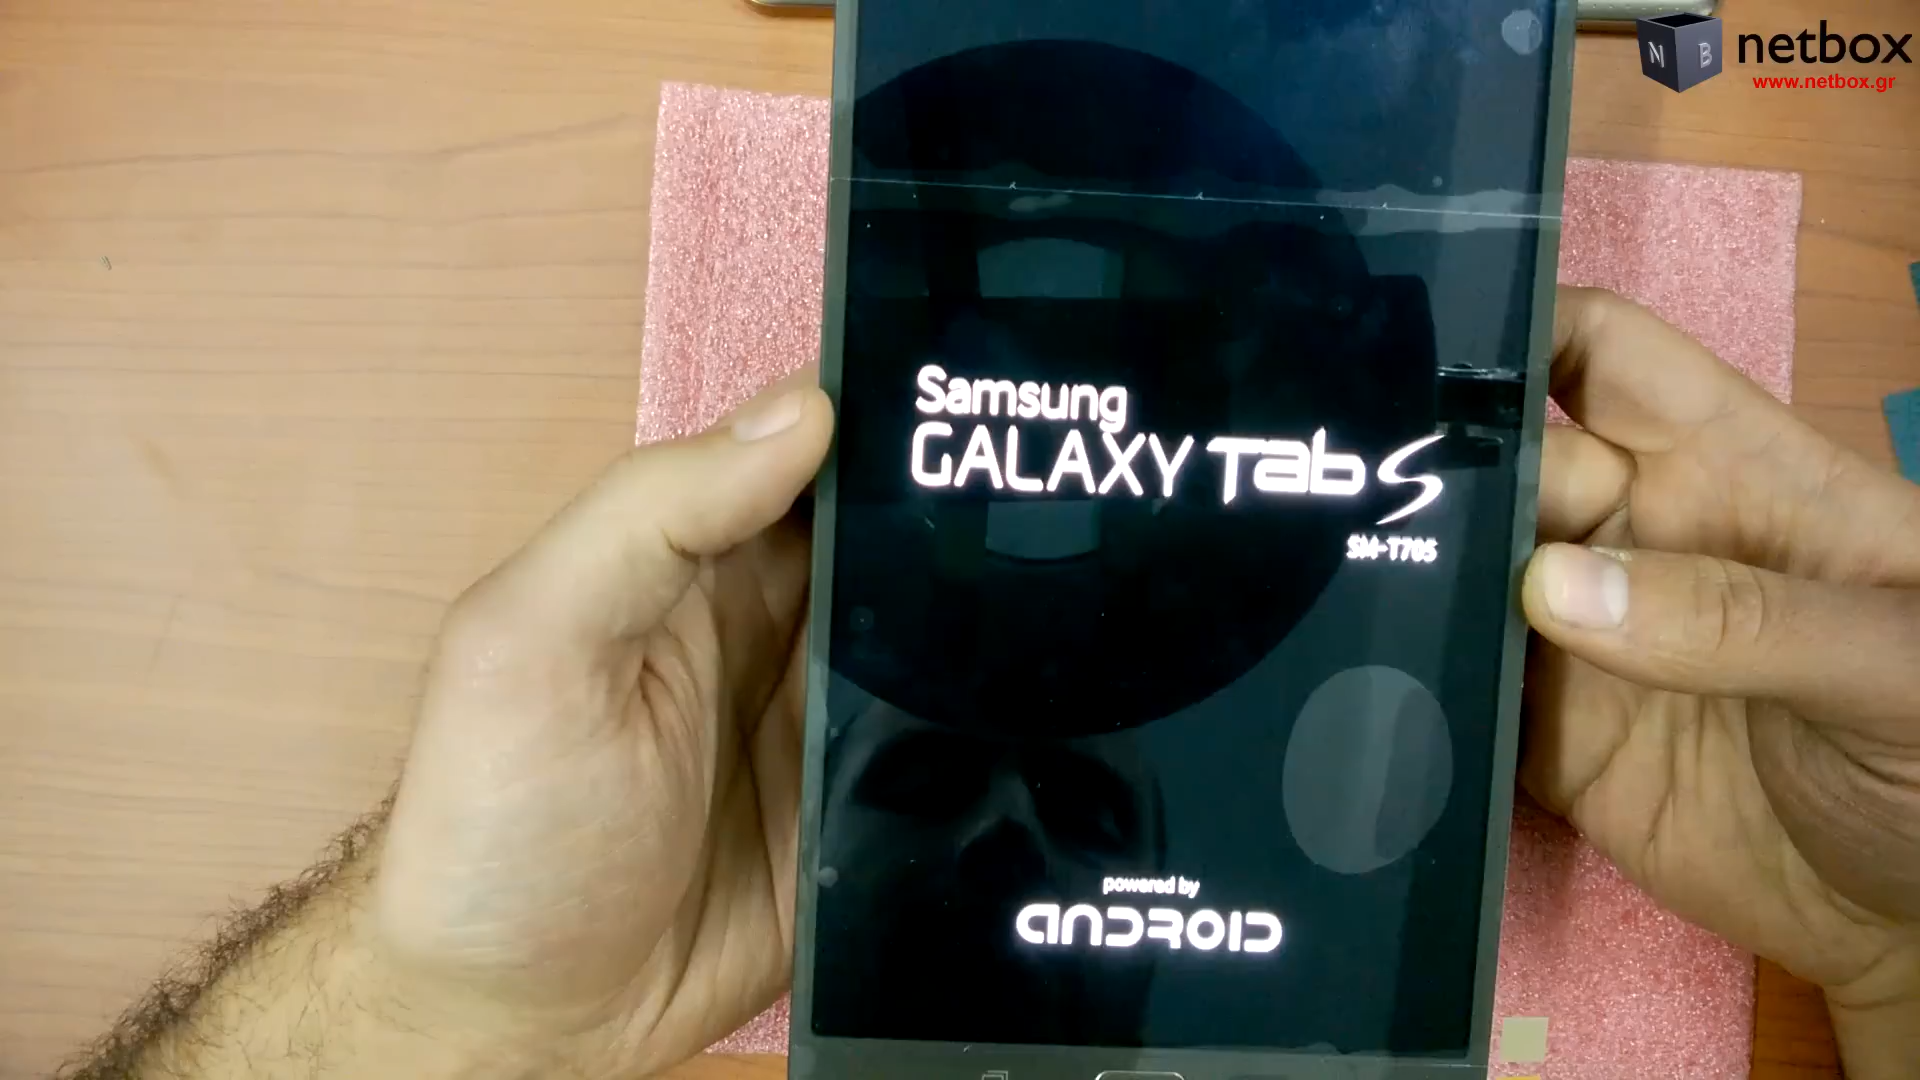 N B netbox
www.netbox.gr
Samsung
GALAXY Tab S
SM-T705
powered by
ANDROID